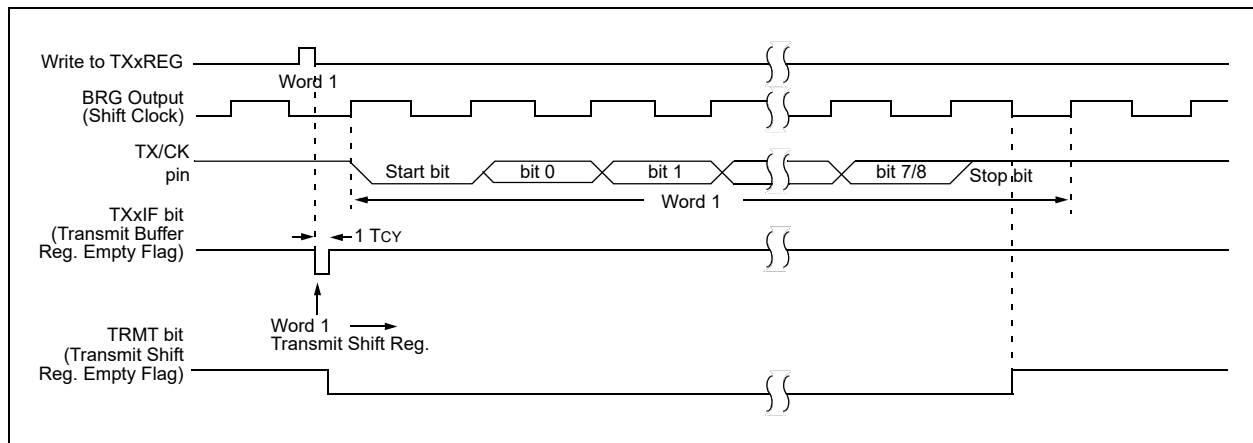 Write to TXxREG
Word 1
BRG Output
(Shift Clock)
TX/CK
pin
Start bit
bit 0
bit 1
bit 7/8
Stop bit
Word 1
TXxIF bit
(Transmit Buffer
Reg. Empty Flag)
1 TCY
Word 1
Transmit Shift Reg.
TRMT bit
(Transmit Shift
Reg. Empty Flag)